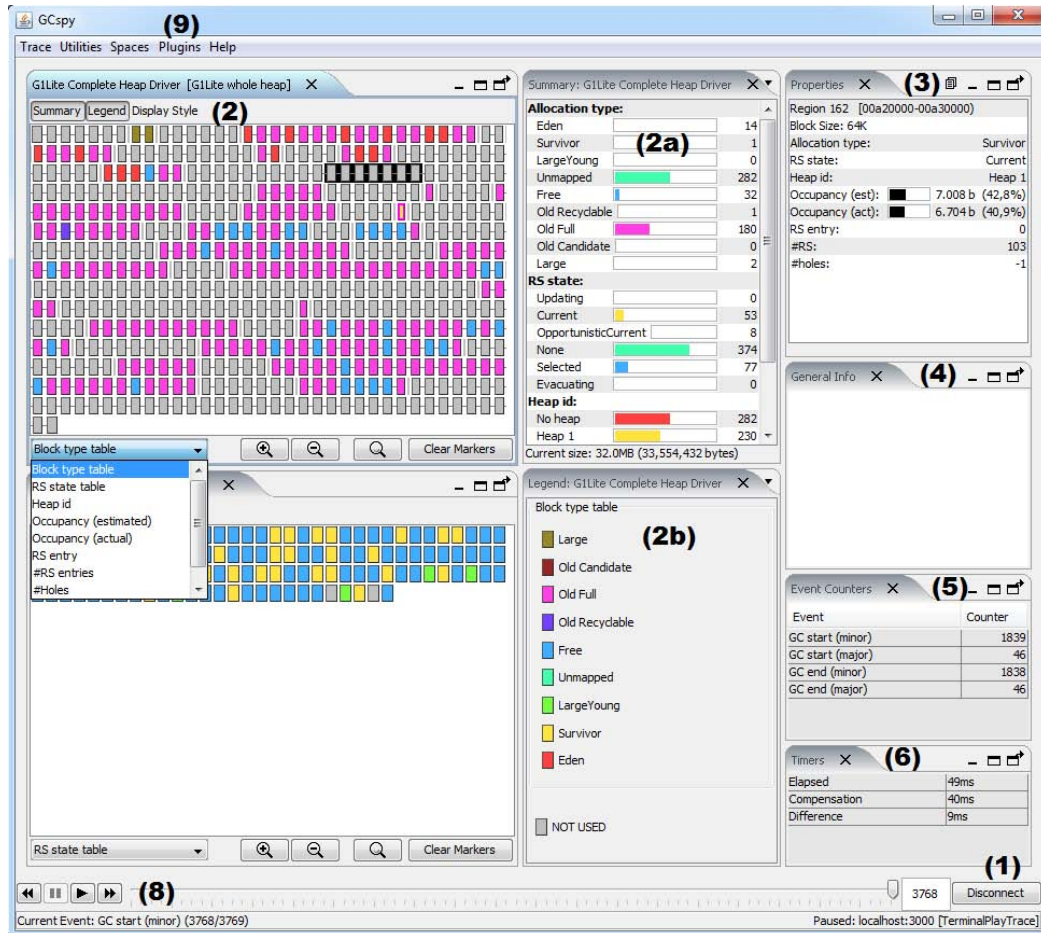 GCspy
(9)
Trace Utilities Spaces Plugins Help
G1Lite Complete Heap Driver [G1Lite whole heap]
Summary Legend Display Style (2)
Block type table
Clear Markers
Block type table
RS state table
Heap id
Occupancy (estimated)
Occupancy (actual)
RS entry
#RS entries
#Holes
RS state table
Clear Markers
Summary: G1Lite Complete Heap Driver
(2a)
Allocation type:
Eden 14
Survivor 1
LargeYoung 0
Unmapped 282
Free 32
Old Recyclable 1
Old Full 180
Old Candidate 0
Large 2
RS state:
Updating 0
Current 53
OpportunisticCurrent 8
None 374
Selected 77
Evacuating 0
Heap id:
No heap 282
Heap 1 230
Current size: 32.0MB (33,554,432 bytes)
Legend: G1Lite Complete Heap Driver
Block type table
(2b)
Large
Old Candidate
Old Full
Old Recyclable
Free
Unmapped
LargeYoung
Survivor
Eden
NOT USED
Properties (3)
Region 162 [00a20000-00a30000)
Block Size: 64K
Allocation type: Survivor
RS state: Current
Heap id: Heap 1
Occupancy (est): 7.008 b (42,8%)
Occupancy (act): 6.704 b (40,9%)
RS entry: 0
#RS: 103
#holes: -1
General Info (4)
Event Counters (5)
Event Counter
GC start (minor) 1839
GC start (major) 46
GC end (minor) 1838
GC end (major) 46
Timers (6)
Elapsed 49ms
Compensation 40ms
Difference 9ms
(1)
(8) 3768 Disconnect
Current Event: GC start (minor) (3768/3769) Paused: localhost:3000 [TerminalPlayTrace]